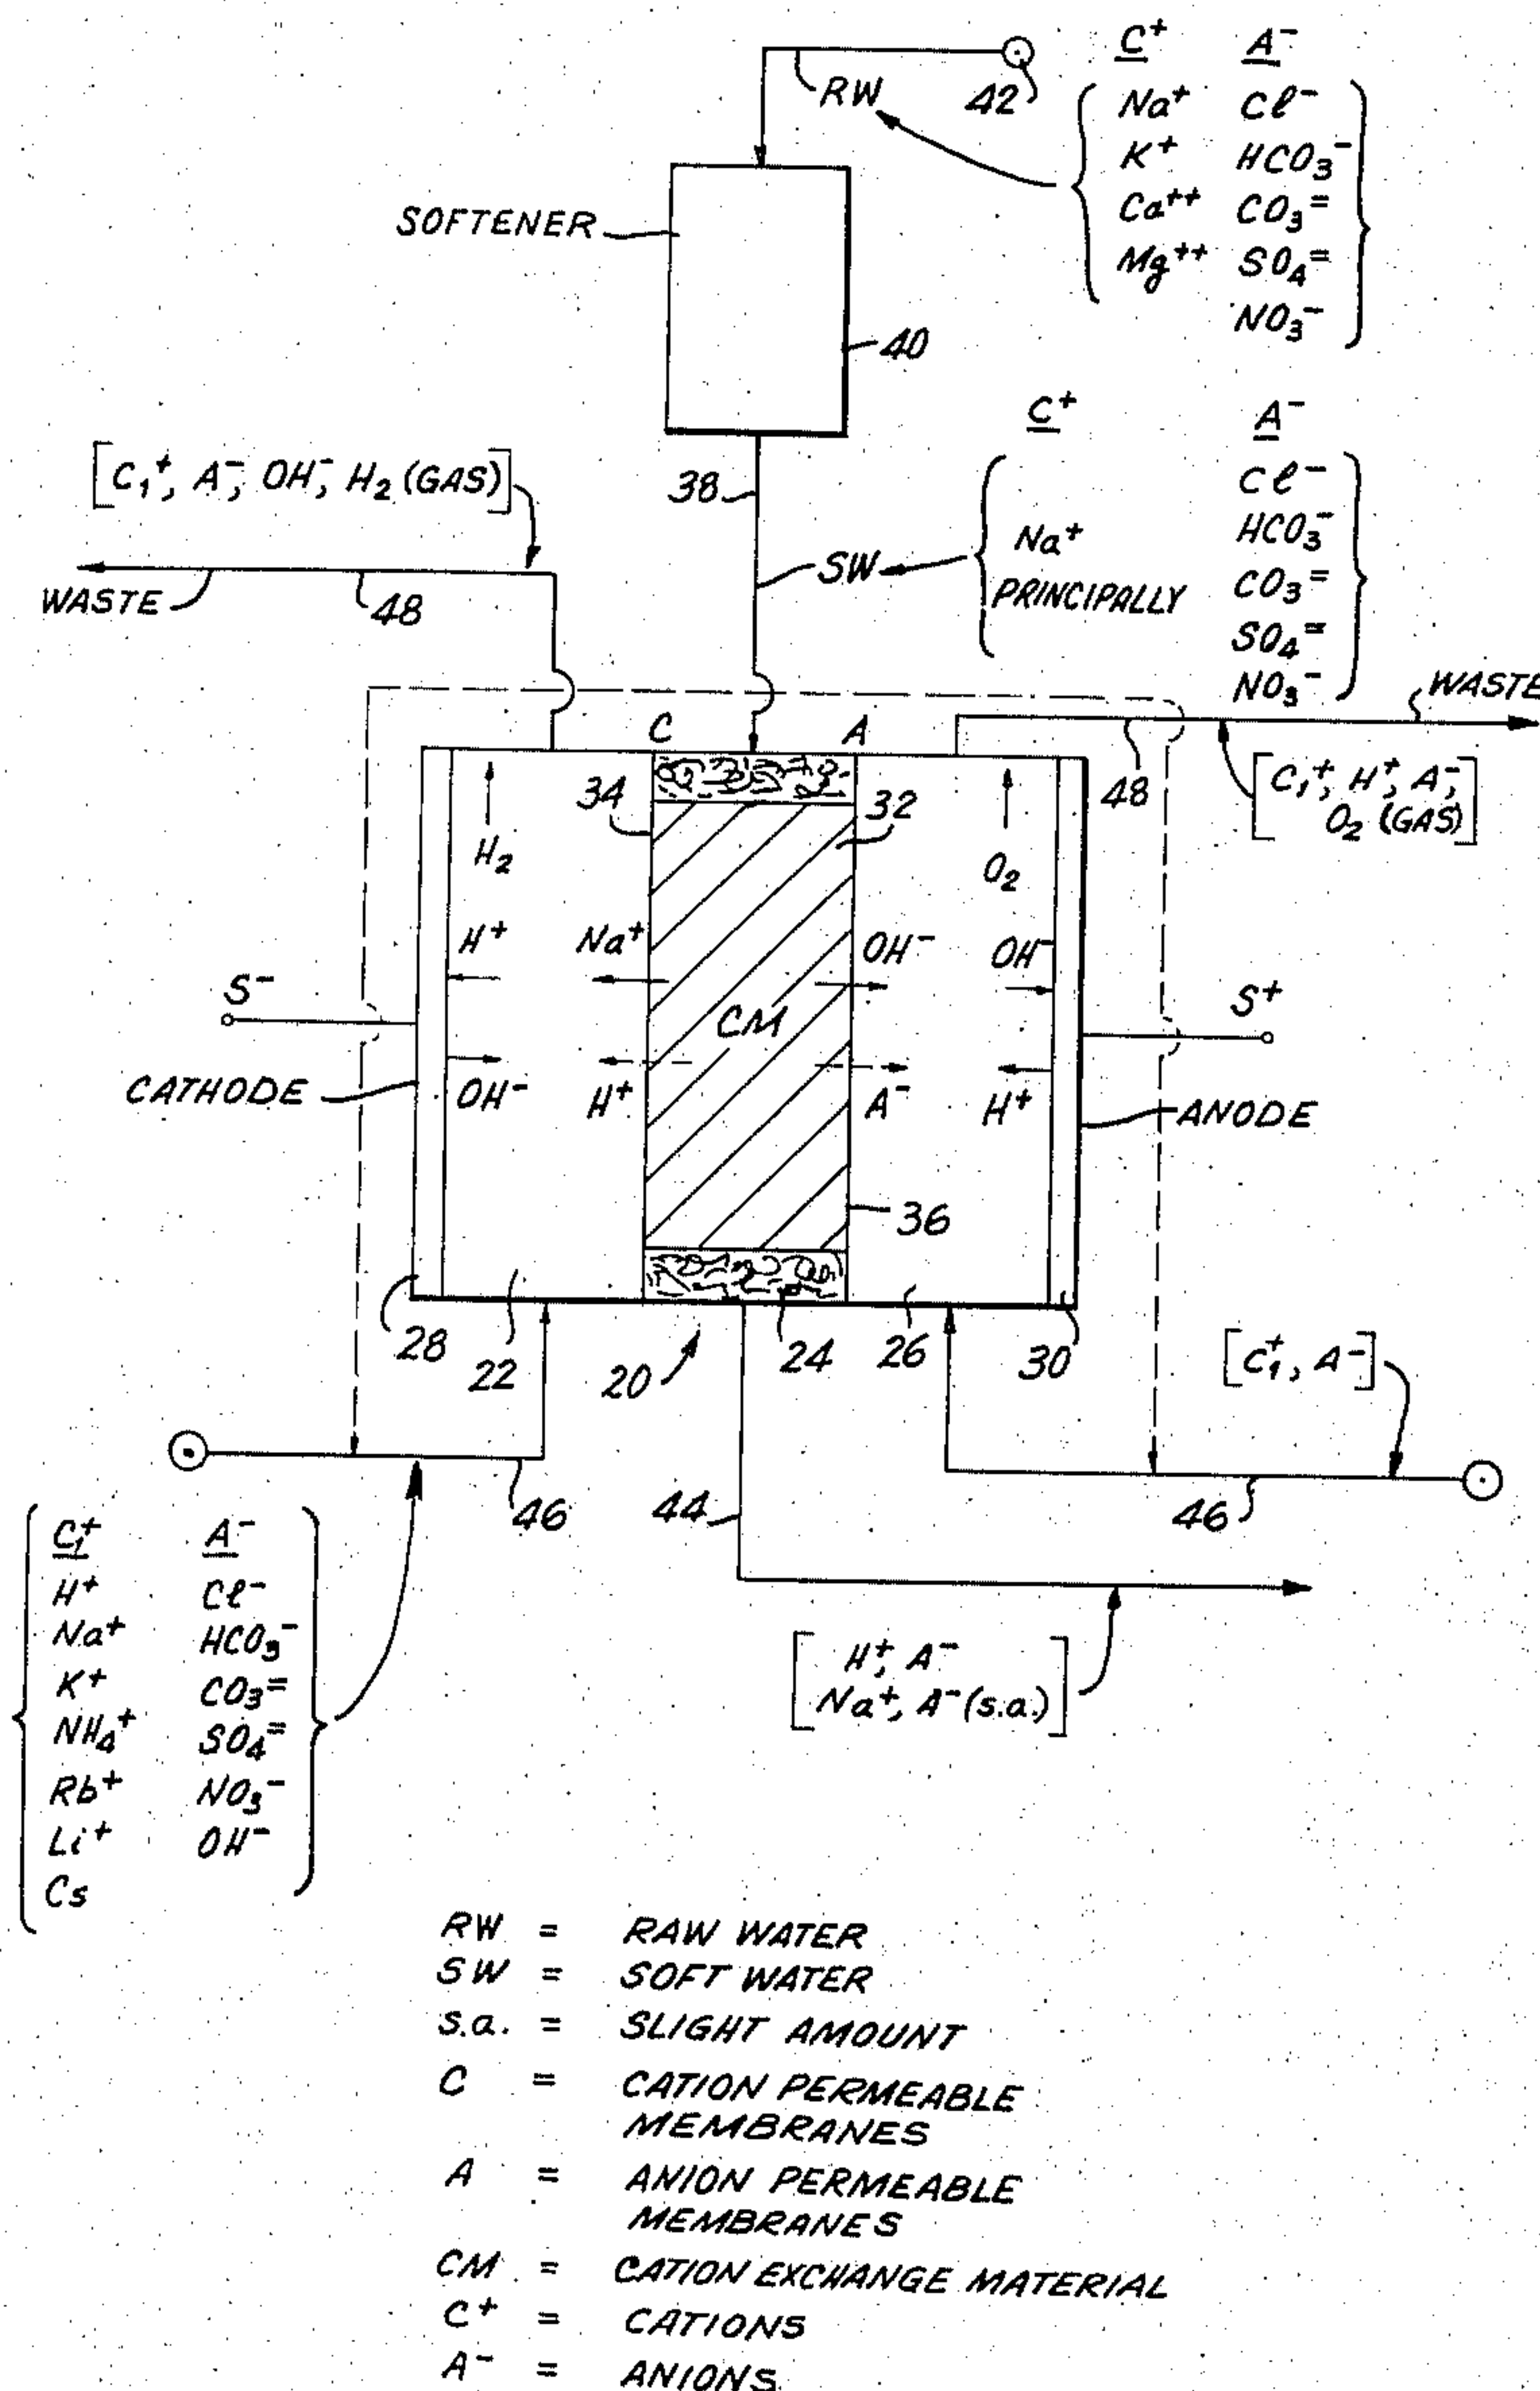 C⁺ A⁻
RW
42
Na⁺ Cl⁻
K⁺ HCO₃⁻
Ca⁺⁺ CO₃⁼
Mg⁺⁺ SO₄⁼
NO₃⁻
SOFTENER
40
C⁺ A⁻
[C₁⁺, A⁻, OH⁻, H₂ (GAS)]
38
Cl⁻
HCO₃⁻
SW
Na⁺
PRINCIPALLY
CO₃⁼
SO₄⁼
NO₃⁻
WASTE
48
WASTE
C A
48
[C₁⁺, H⁺, A⁻,
O₂ (GAS)]
34
32
H₂
O₂
H⁺ Na⁺ OH⁻ OH⁻
S⁻
S⁺
CM
CATHODE
OH⁻ H⁺ A⁻ H⁺
ANODE
36
28
22
20
24
26
30
[C₁⁺, A⁻]
46
44
46
C₁⁺ A⁻
H⁺ Cl⁻
Na⁺ HCO₃⁻
K⁺ CO₃⁼
NH₄⁺ SO₄⁼
Rb⁺ NO₃⁻
Li⁺ OH⁻
Cs
[H⁺, A⁻
Na⁺, A⁻ (s.a.)]
RW = RAW WATER
SW = SOFT WATER
s.a. = SLIGHT AMOUNT
C = CATION PERMEABLE
MEMBRANES
A = ANION PERMEABLE
MEMBRANES
CM = CATION EXCHANGE MATERIAL
C⁺ = CATIONS
A⁻ = ANIONS